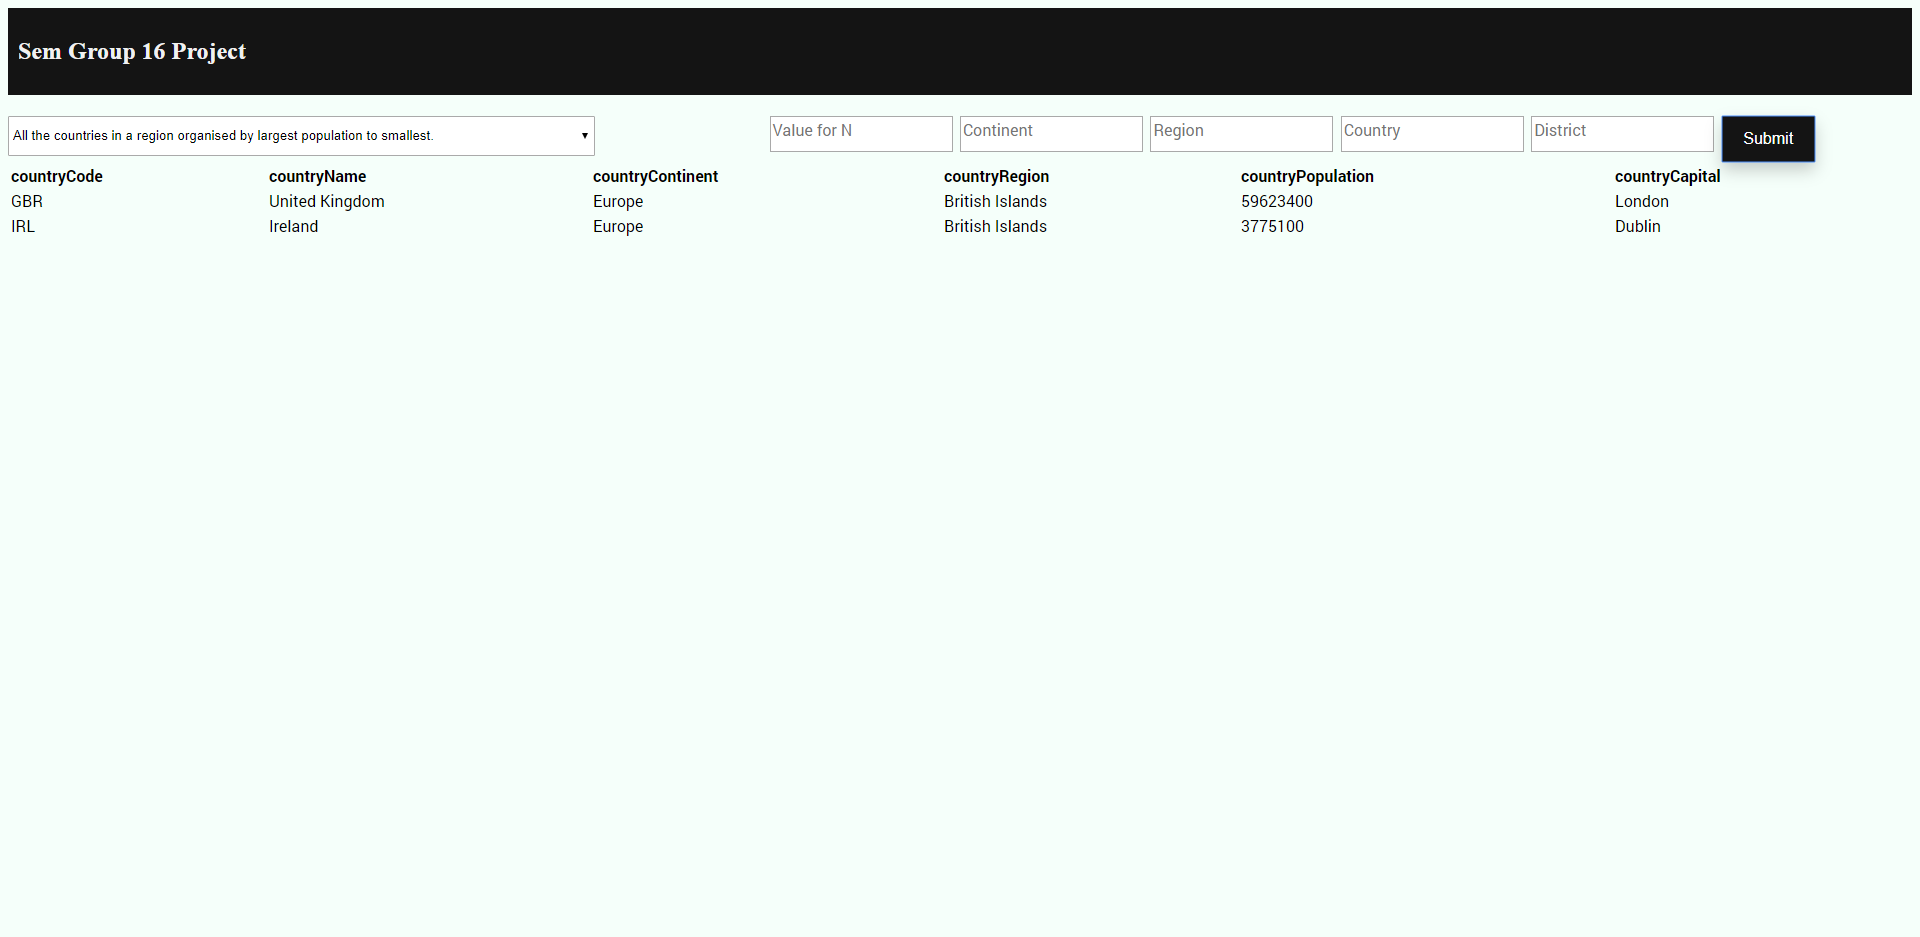 Sem Group 16 Project
All the countries in a region organised by largest population to smallest. Value for N Continent Region Country District Submit
countryCode countryName countryContinent countryRegion countryPopulation countryCapital
GBR United Kingdom Europe British Islands 59623400 London
IRL Ireland Europe British Islands 3775100 Dublin